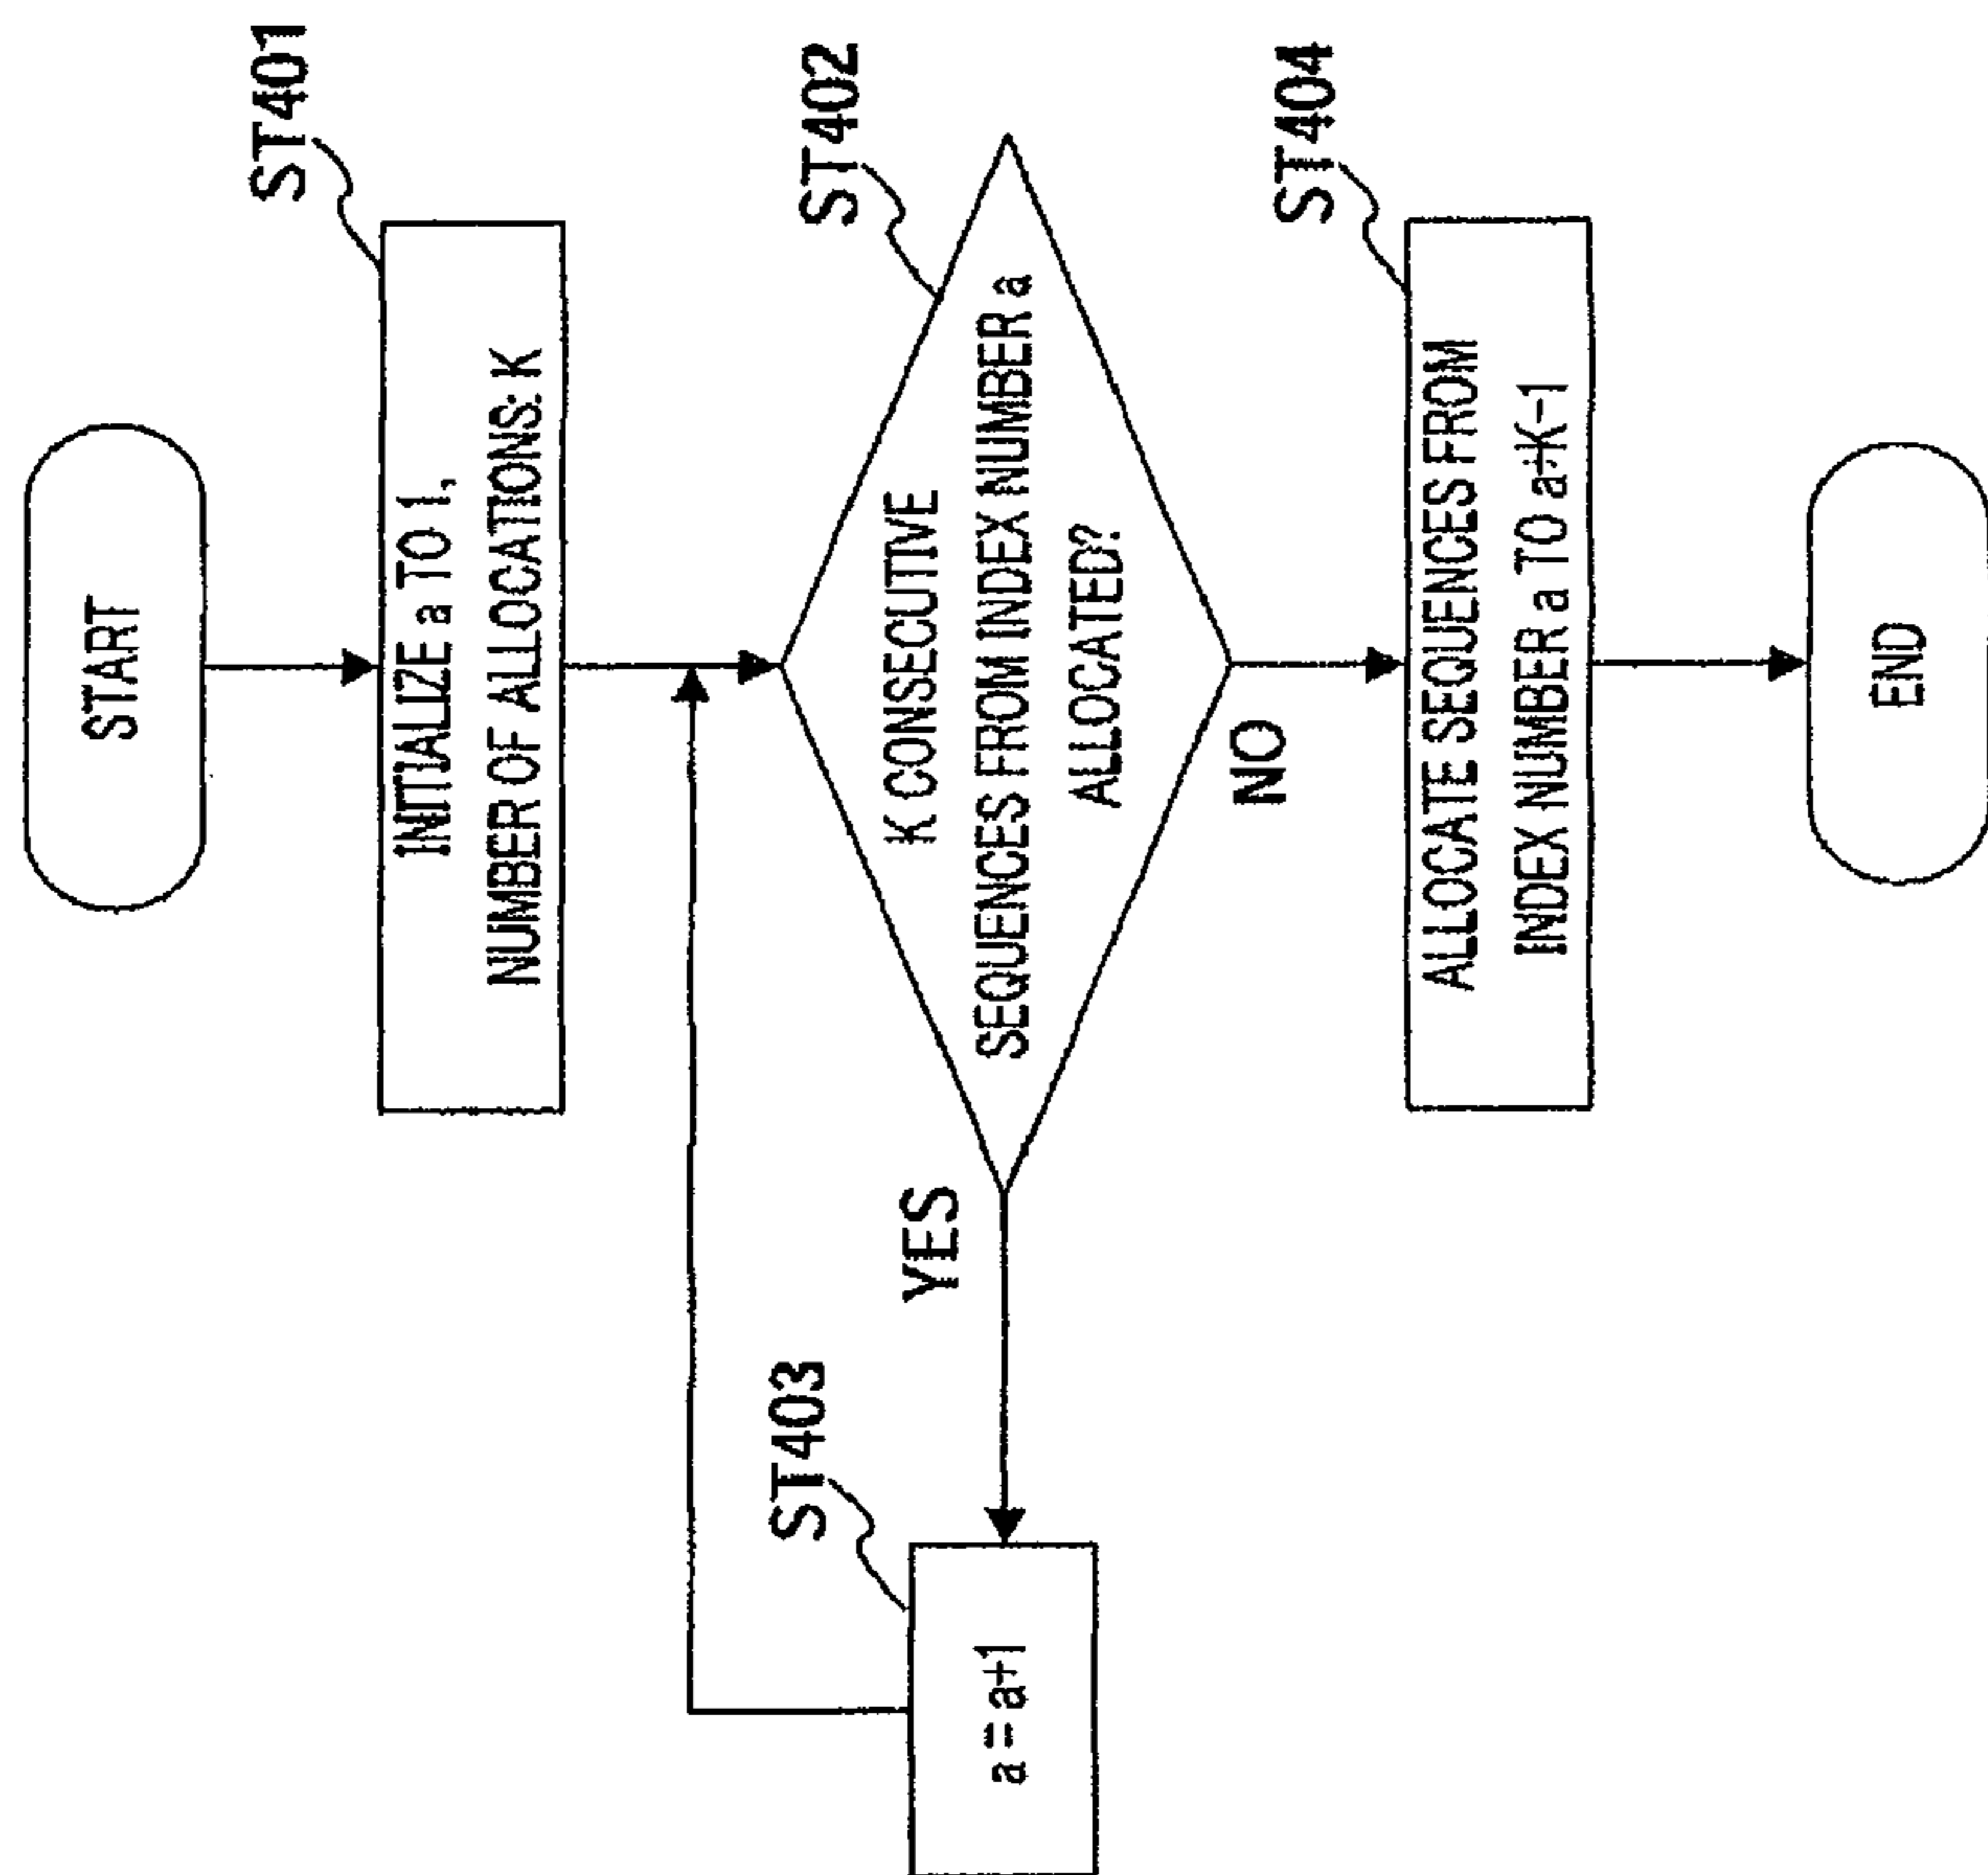 START
ST401
INITIALIZE a TO 1,
NUMBER OF ALLOCATIONS: K
ST402
K CONSECUTIVE
SEQUENCES FROM INDEX NUMBER a
ALLOCATED?
YES
NO
ST403
a=a+1
ST404
ALLOCATE SEQUENCES FROM
INDEX NUMBER a TO a+K-1
END